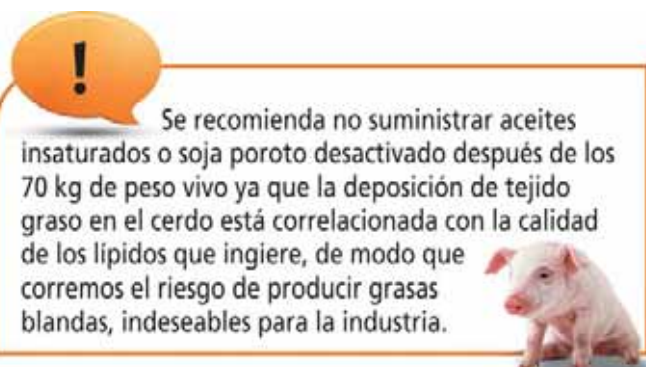 !
Se recomienda no suministrar aceites
insaturados o soja poroto desactivado después de los
70 kg de peso vivo ya que la deposición de tejido
graso en el cerdo está correlacionada con la calidad
de los lípidos que ingiere, de modo que
corremos el riesgo de producir grasas
blandas, indeseables para la industria.